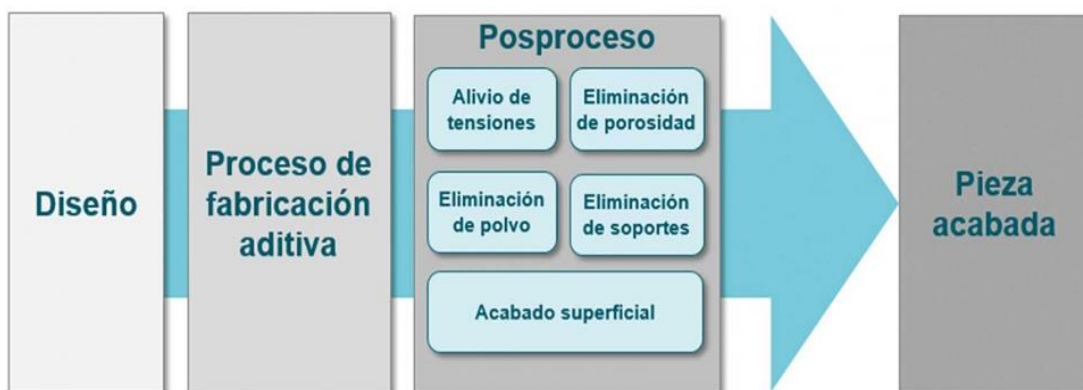 Diseño
Proceso de
fabricación
aditiva
Posproceso
Alivio de
tensiones
Eliminación
de porosidad
Eliminación
de polvo
Eliminación
de soportes
Acabado superficial
Pieza
acabada